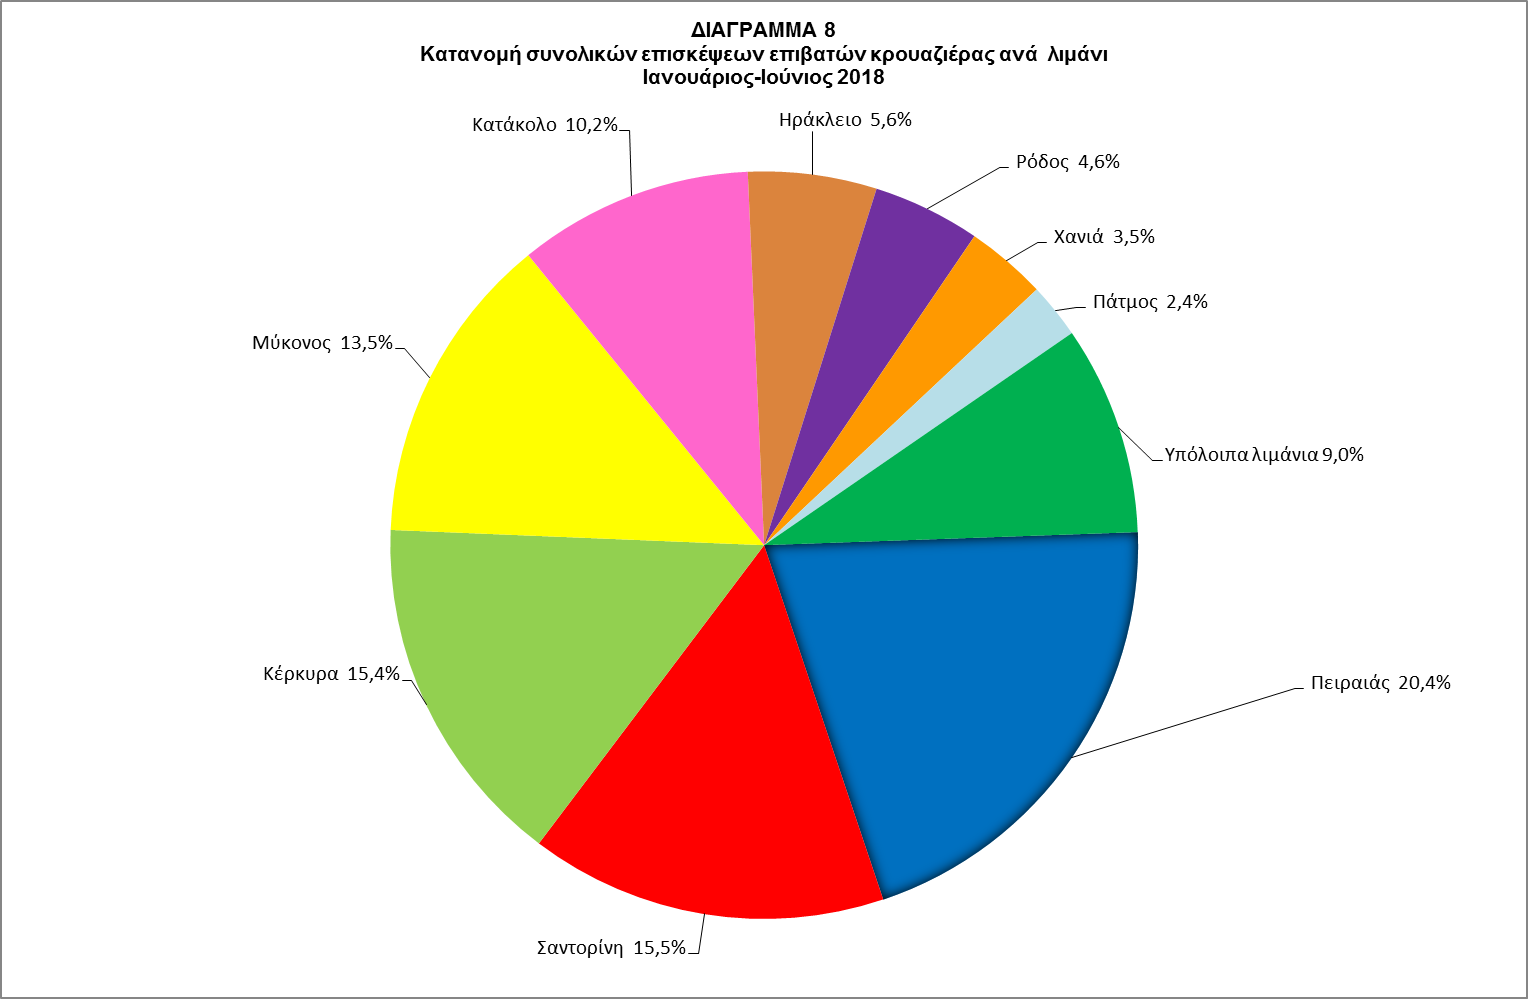 ΔΙΑΓΡΑΜΜΑ 8
Κατανομή συνολικών επισκέψεων επιβατών κρουαζιέρας ανά λιμάνι
Ιανουάριος-Ιούνιος 2018
Ηράκλειο 5,6%
Κατάκολο 10,2%
Ρόδος 4,6%
Χανιά 3,5%
Πάτμος 2,4%
Μύκονος 13,5%
Υπόλοιπα λιμάνια 9,0%
Κέρκυρα 15,4%
Πειραιάς 20,4%
Σαντορίνη 15,5%